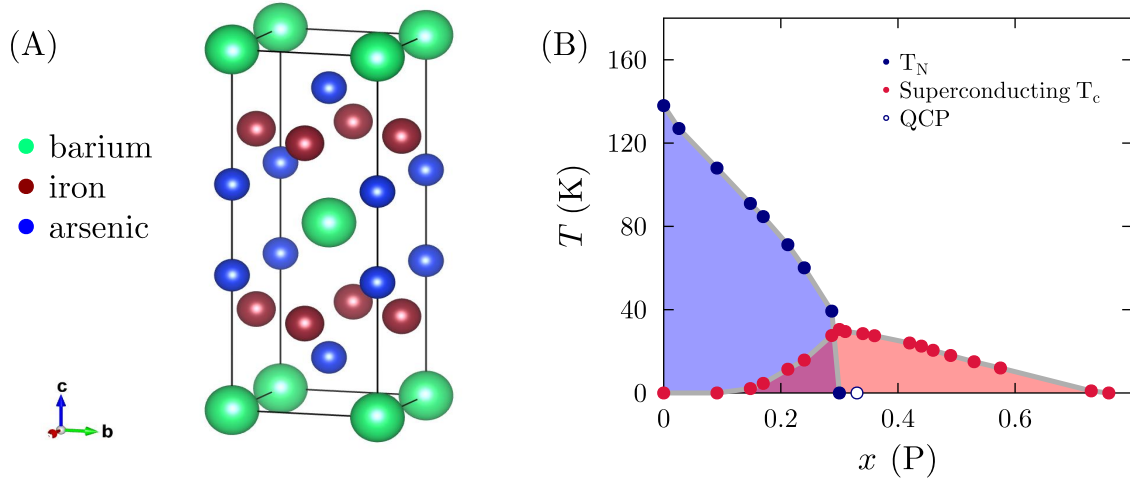 (A)
barium
iron
arsenic
c
b
(B)
T (K)
160
120
80
40
0
T_N
Superconducting T_c
QCP
0
0.2
0.4
0.6
x (P)